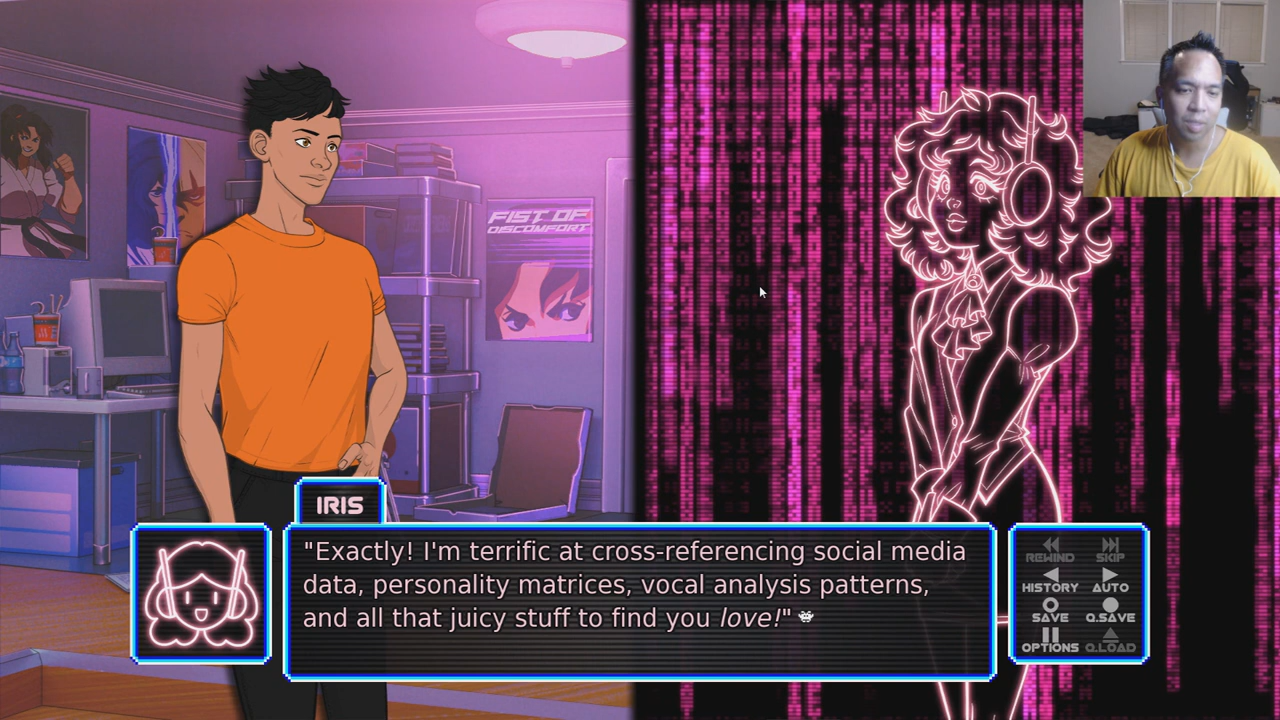 FIST OF
DISCOMFORT
IRIS
"Exactly! I'm terrific at cross-referencing social media
data, personality matrices, vocal analysis patterns,
and all that juicy stuff to find you love!"
REWIND SKIP
HISTORY AUTO
SAVE Q.SAVE
OPTIONS Q.LOAD